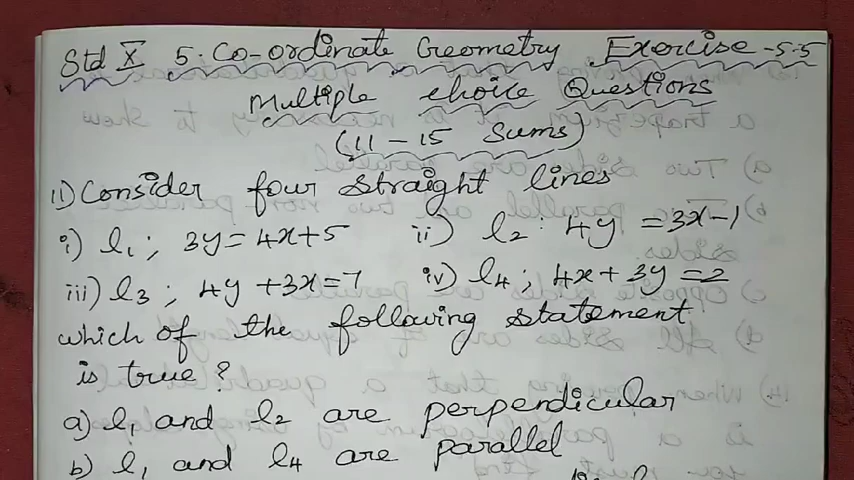 Std X 5. Co-ordinate Geometry Exercise-5.5
Multiple choice Questions
(11-15 Sums)
11) Consider four straight lines
i) l₁; 3y=4x+5 ii) l₂: 4y=3x-1
iii) l₃; 4y+3x=7 iv) l₄; 4x+3y=2
which of the following statement
is true?
a) l₁ and l₂ are perpendicular
b) l₁ and l₄ are parallel